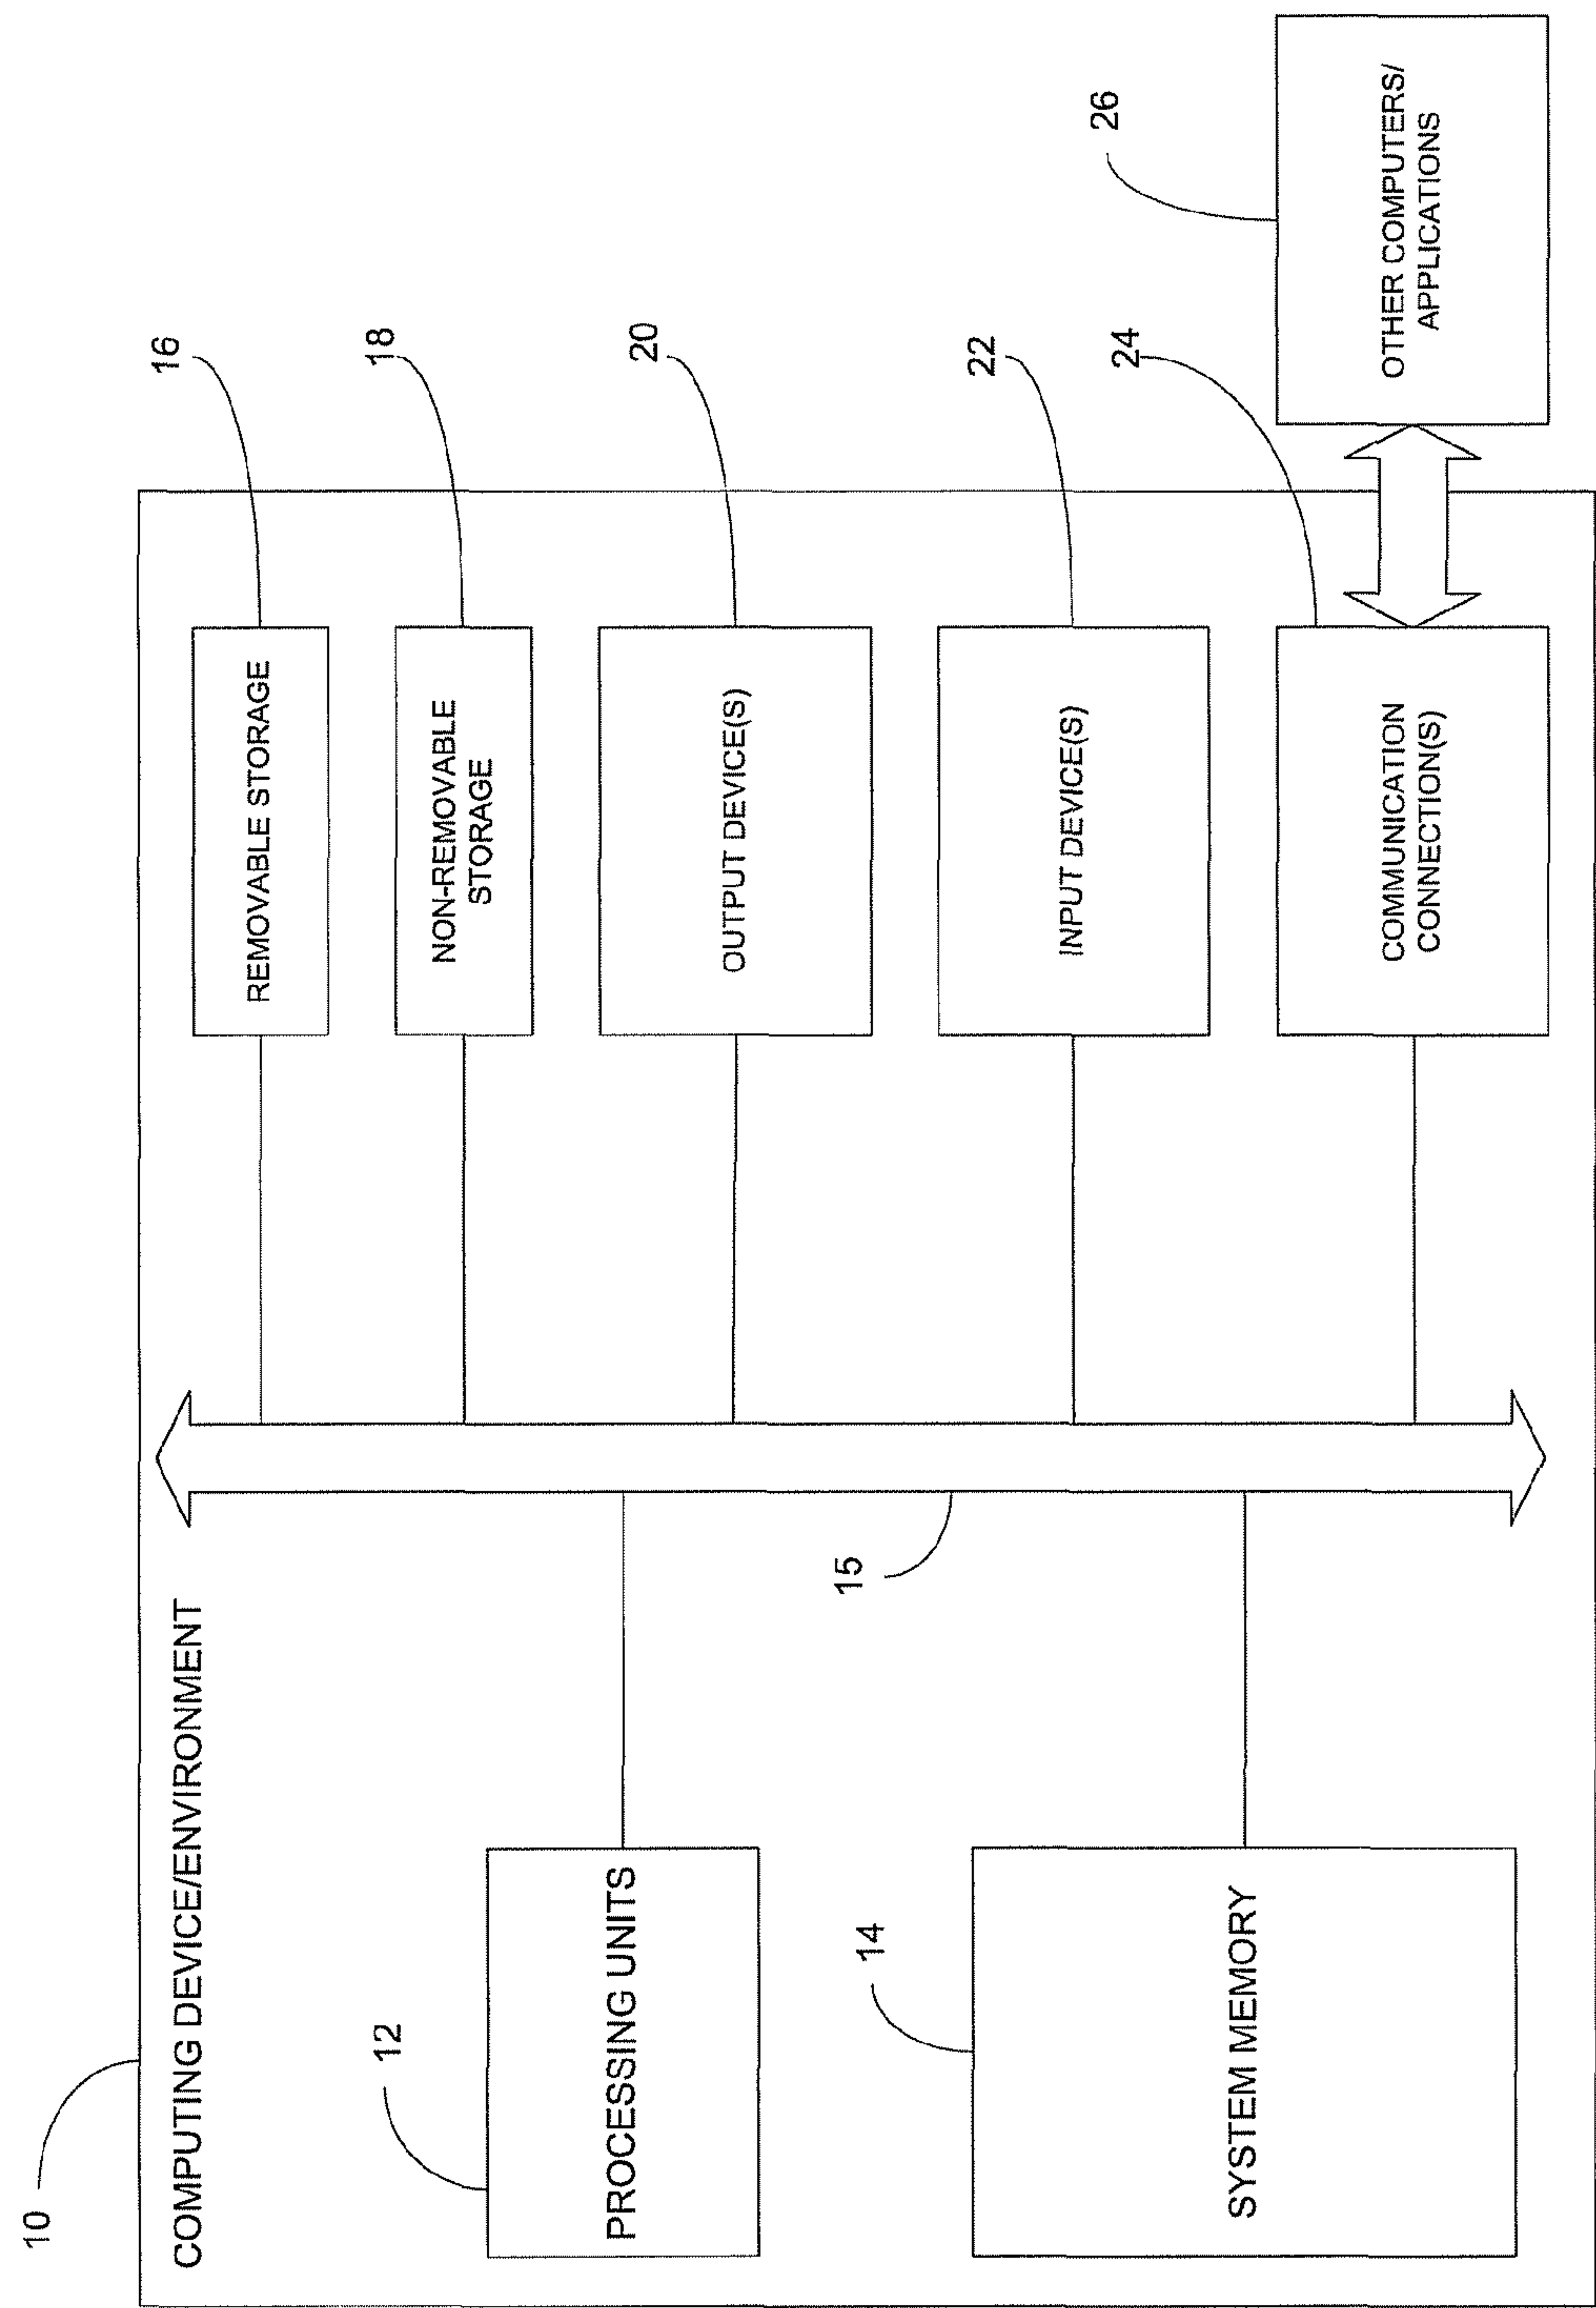 10
COMPUTING DEVICE/ENVIRONMENT
12
PROCESSING UNITS
14
SYSTEM MEMORY
15
16
REMOVABLE STORAGE
18
NON-REMOVABLE
STORAGE
20
OUTPUT DEVICE(S)
22
INPUT DEVICE(S)
24
COMMUNICATION
CONNECTION(S)
26
OTHER COMPUTERS/
APPLICATIONS